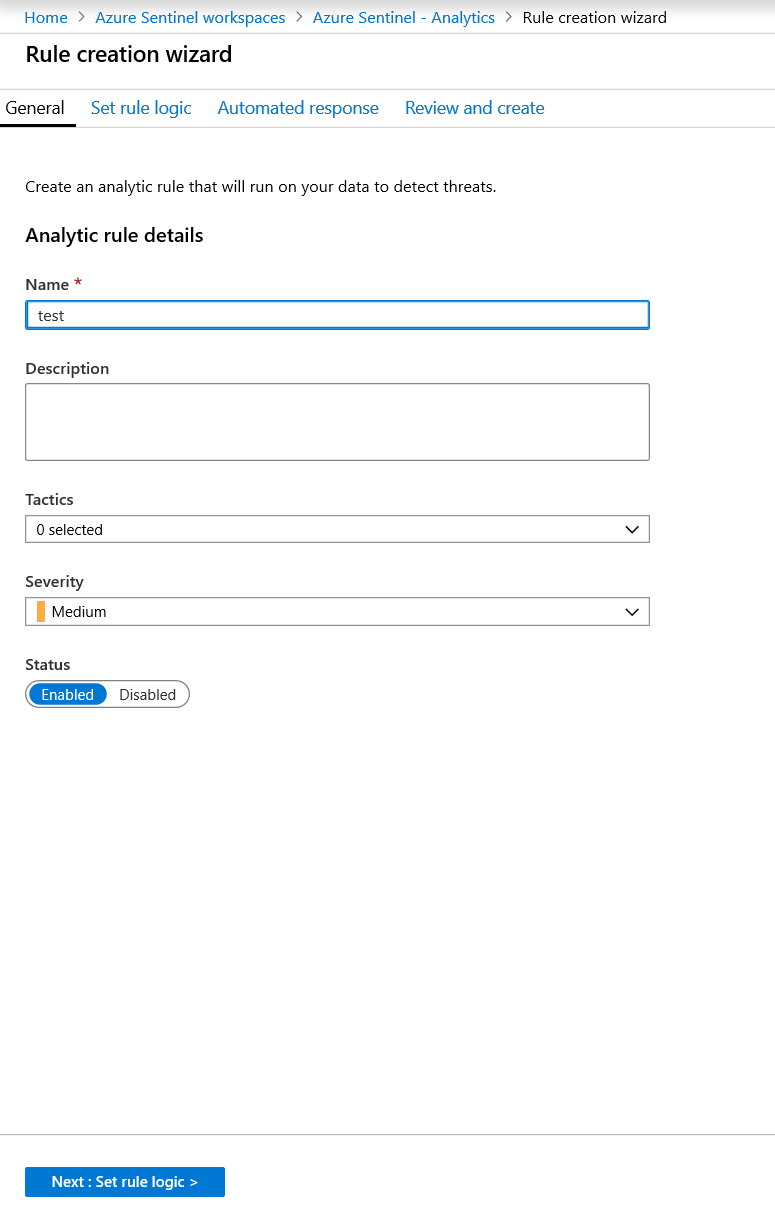 Home > Azure Sentinel workspaces > Azure Sentinel - Analytics > Rule creation wizard
Rule creation wizard
General Set rule logic Automated response Review and create
Create an analytic rule that will run on your data to detect threats.
Analytic rule details
Name *
test
Description
Tactics
0 selected
Severity
Medium
Status
Enabled Disabled
Next : Set rule logic >